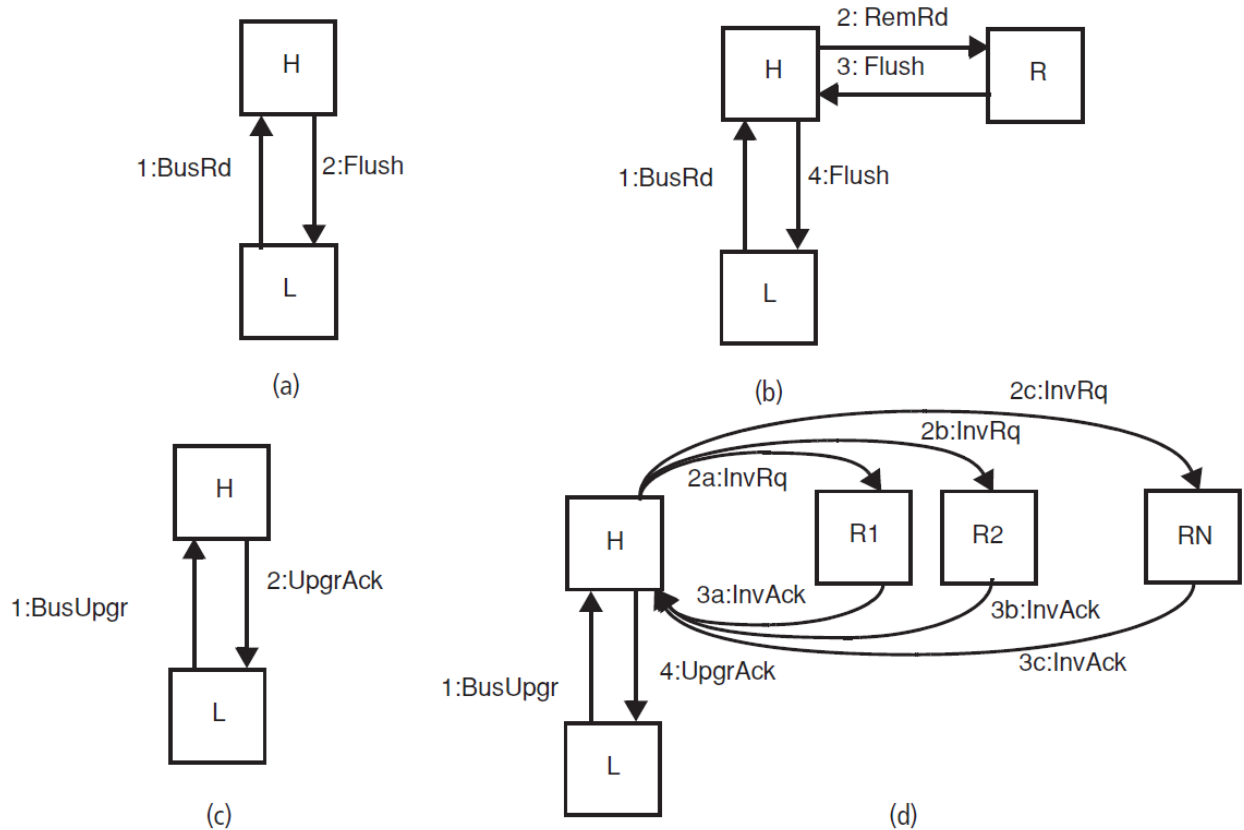 H
1:BusRd
2:Flush
L
(a)
2: RemRd
H
3: Flush
R
1:BusRd
4:Flush
L
(b)
H
1:BusUpgr
2:UpgrAck
L
(c)
2c:InvRq
2b:InvRq
2a:InvRq
H
R1
R2
RN
3a:InvAck
3b:InvAck
3c:InvAck
1:BusUpgr
4:UpgrAck
L
(d)